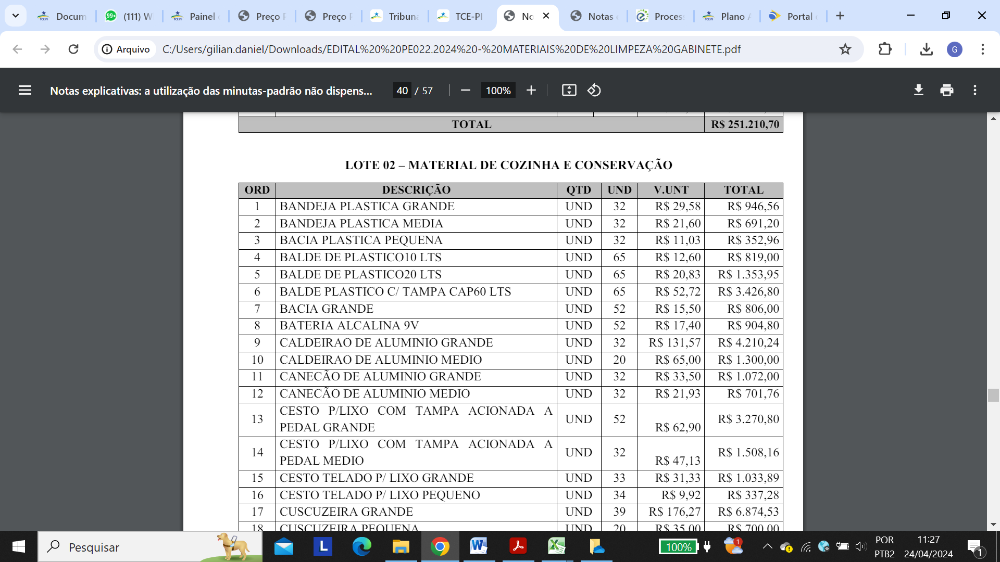 Docum
99+
(111) W
Painel
Preço
Preço
Tribuna
TCE-PI
No
Notas
Proces
Plano
Portal
Arquivo
C:/Users/gilian.daniel/Downloads/EDITAL%20%20PE022.2024%20-%20MATERIAIS%20DE%20LIMPEZA%20GABINETE.pdf
G
Notas explicativas: a utilização das minutas-padrão não dispens...
40 / 57
100%
TOTAL R$ 251.210,70
LOTE 02 – MATERIAL DE COZINHA E CONSERVAÇÃO
ORD DESCRIÇÃO QTD UND V.UNT TOTAL
1 BANDEJA PLASTICA GRANDE UND 32 R$ 29,58 R$ 946,56
2 BANDEJA PLASTICA MEDIA UND 32 R$ 21,60 R$ 691,20
3 BACIA PLASTICA PEQUENA UND 32 R$ 11,03 R$ 352,96
4 BALDE DE PLASTICO10 LTS UND 65 R$ 12,60 R$ 819,00
5 BALDE DE PLASTICO20 LTS UND 65 R$ 20,83 R$ 1.353,95
6 BALDE PLASTICO C/ TAMPA CAP60 LTS UND 65 R$ 52,72 R$ 3.426,80
7 BACIA GRANDE UND 52 R$ 15,50 R$ 806,00
8 BATERIA ALCALINA 9V UND 52 R$ 17,40 R$ 904,80
9 CALDEIRAO DE ALUMINIO GRANDE UND 32 R$ 131,57 R$ 4.210,24
10 CALDEIRAO DE ALUMINIO MEDIO UND 20 R$ 65,00 R$ 1.300,00
11 CANECÃO DE ALUMINIO GRANDE UND 32 R$ 33,50 R$ 1.072,00
12 CANECÃO DE ALUMINIO MEDIO UND 32 R$ 21,93 R$ 701,76
13 CESTO P/LIXO COM TAMPA ACIONADA A
PEDAL GRANDE UND 52 R$ 62,90 R$ 3.270,80
14 CESTO P/LIXO COM TAMPA ACIONADA A
PEDAL MEDIO UND 32 R$ 47,13 R$ 1.508,16
15 CESTO TELADO P/ LIXO GRANDE UND 33 R$ 31,33 R$ 1.033,89
16 CESTO TELADO P/ LIXO PEQUENO UND 34 R$ 9,92 R$ 337,28
17 CUSCUZEIRA GRANDE UND 39 R$ 176,27 R$ 6.874,53
18 CUSCUZEIRA PEQUENA UND 20 R$ 35,00 R$ 700,00
Pesquisar
L
100%
1
POR
PTB2
11:27
24/04/2024
1